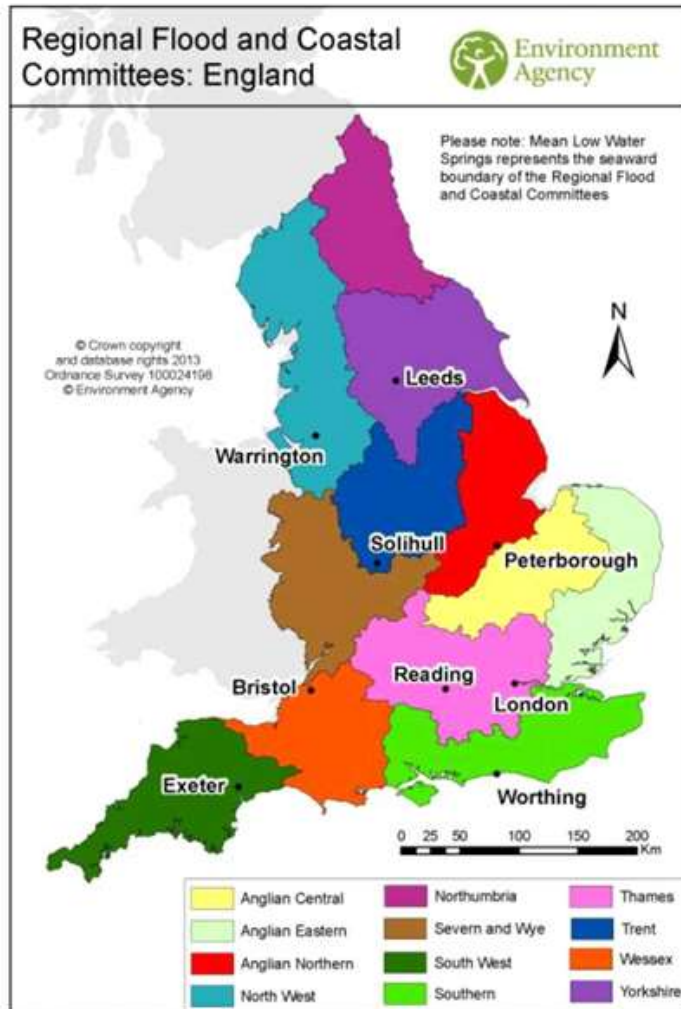 Regional Flood and Coastal
Committees: England
Environment
Agency
Please note: Mean Low Water
Springs represents the seaward
boundary of the Regional Flood
and Coastal Committees
N
© Crown copyright
and database rights 2013
Ordnance Survey 100024198
© Environment Agency
Leeds
Warrington
Solihull
Peterborough
Bristol
Reading
London
Exeter
Worthing
0 25 50 100 150 200
Km
Anglian Central
Anglian Eastern
Anglian Northern
North West
Northumbria
Severn and Wye
South West
Southern
Thames
Trent
Wessex
Yorkshire